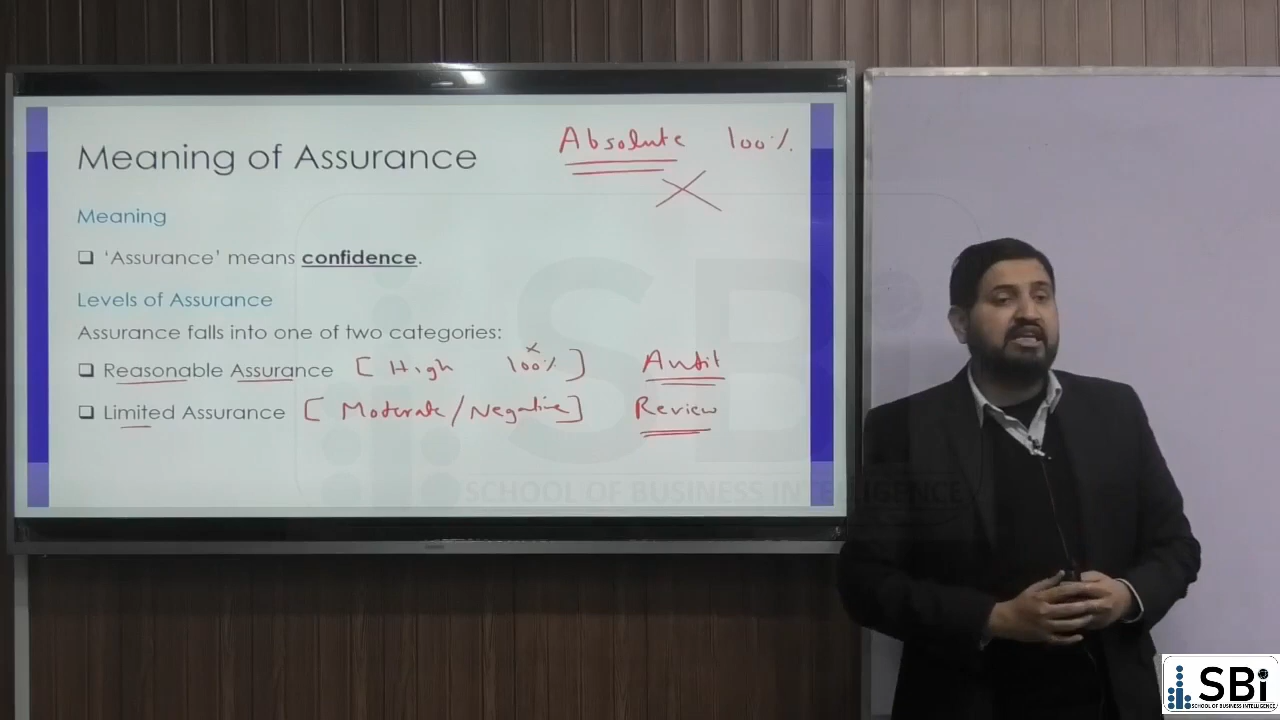 Meaning of Assurance
Absolute 100%
Meaning
❑ ‘Assurance’ means confidence.
Levels of Assurance
Assurance falls into one of two categories:
❑ Reasonable Assurance [ High 100% ] Audit
❑ Limited Assurance [ Moderate / Negative ] Review
SBi
SCHOOL OF BUSINESS INTELLIGENCE
SBi
SCHOOL OF BUSINESS INTELLIGENCE